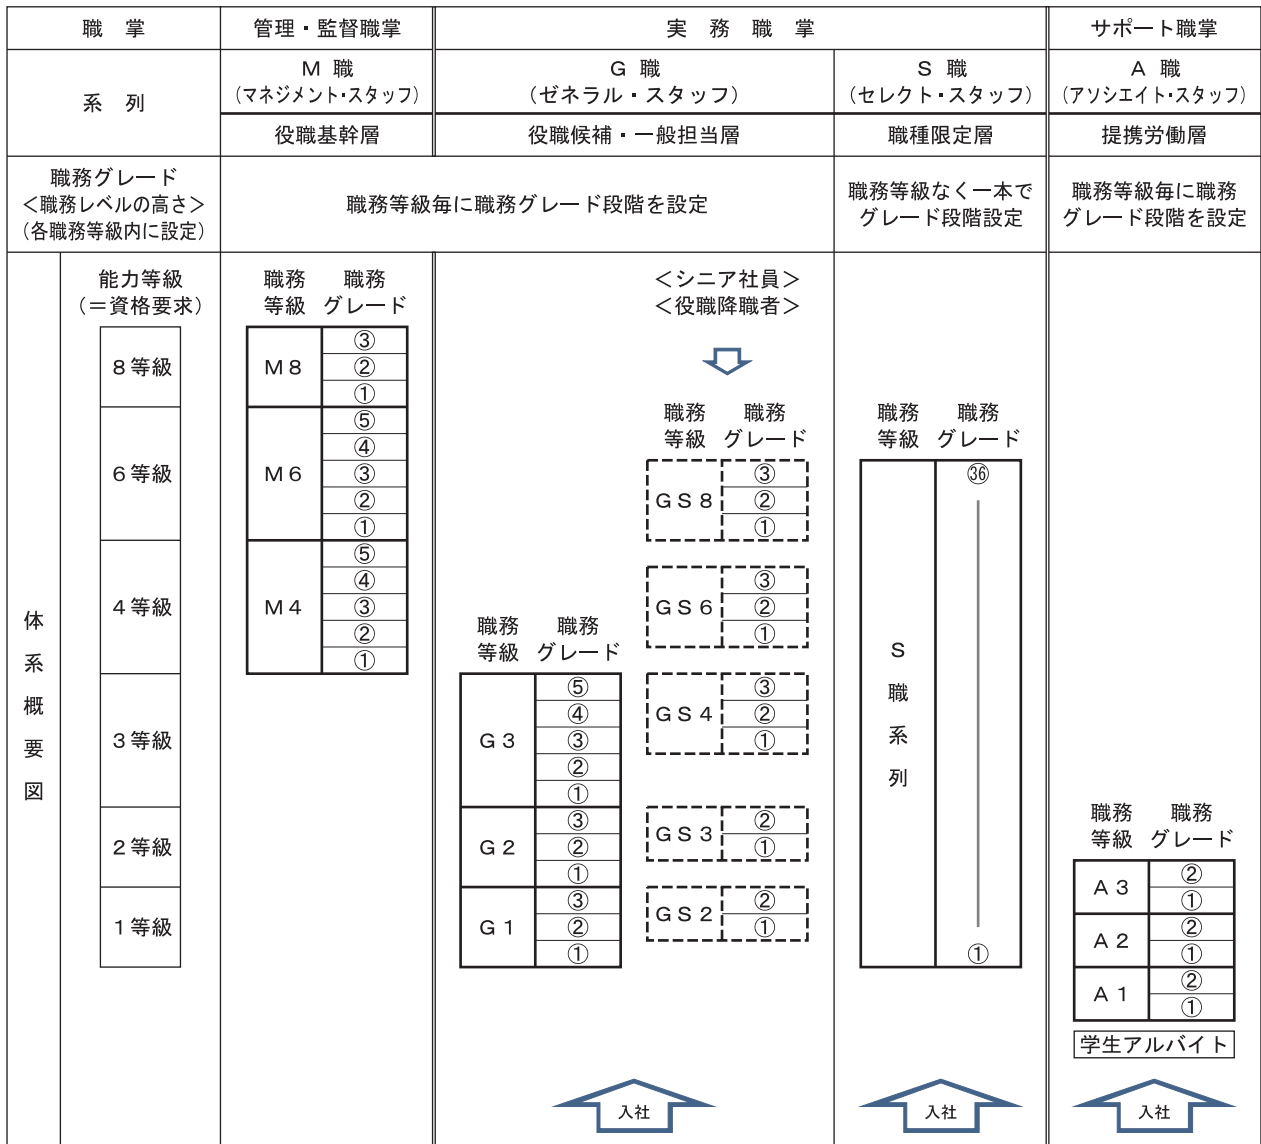 職 掌
管理・監督職掌
実 務 職 掌
サポート職掌
系 列
M 職
(マネジメント・スタッフ)
役職基幹層
G 職
(ゼネラル・スタッフ)
役職候補・一般担当層
S 職
(セレクト・スタッフ)
職種限定層
A 職
(アソシエイト・スタッフ)
提携労働層
職務グレード
<職務レベルの高さ>
(各職務等級内に設定)
職務等級毎に職務グレード段階を設定
職務等級なく一本で
グレード段階設定
職務等級毎に職務
グレード段階を設定
体系概要図
能力等級
(=資格要求)
8等級
6等級
4等級
3等級
2等級
1等級
職務 職務
等級 グレード
M8
③
②
①
M6
⑤
④
③
②
①
M4
⑤
④
③
②
①
職務 職務
等級 グレード
G3
⑤
④
③
②
①
G2
③
②
①
G1
③
②
①
<シニア社員>
<役職降職者>
職務 職務
等級 グレード
GS8
③
②
①
GS6
③
②
①
GS4
③
②
①
GS3
②
①
GS2
②
①
入社
職務 職務
等級 グレード
S職系列
㊱
①
入社
職務 職務
等級 グレード
A3
②
①
A2
②
①
A1
②
①
学生アルバイト
入社